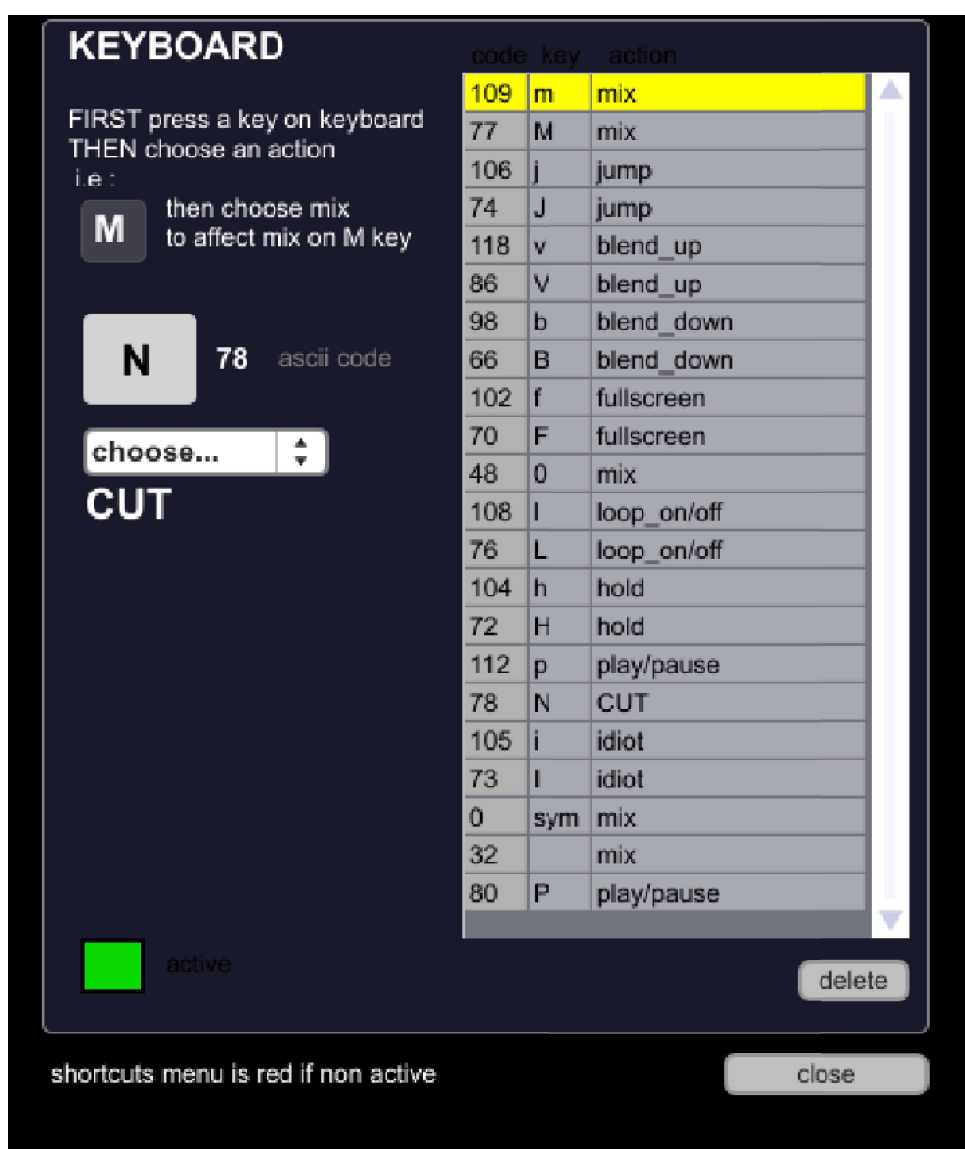 KEYBOARD
FIRST press a key on keyboard
THEN choose an action
i.e :
M
then choose mix
to affect mix on M key
N
78 ascii code
choose...
CUT
active
code key action
109 m mix
77 M mix
106 j jump
74 J jump
118 v blend_up
86 V blend_up
98 b blend_down
66 B blend_down
102 f fullscreen
70 F fullscreen
48 0 mix
108 l loop_on/off
76 L loop_on/off
104 h hold
72 H hold
112 p play/pause
78 N CUT
105 i idiot
73 I idiot
0 sym mix
32 mix
80 P play/pause
delete
shortcuts menu is red if non active
close